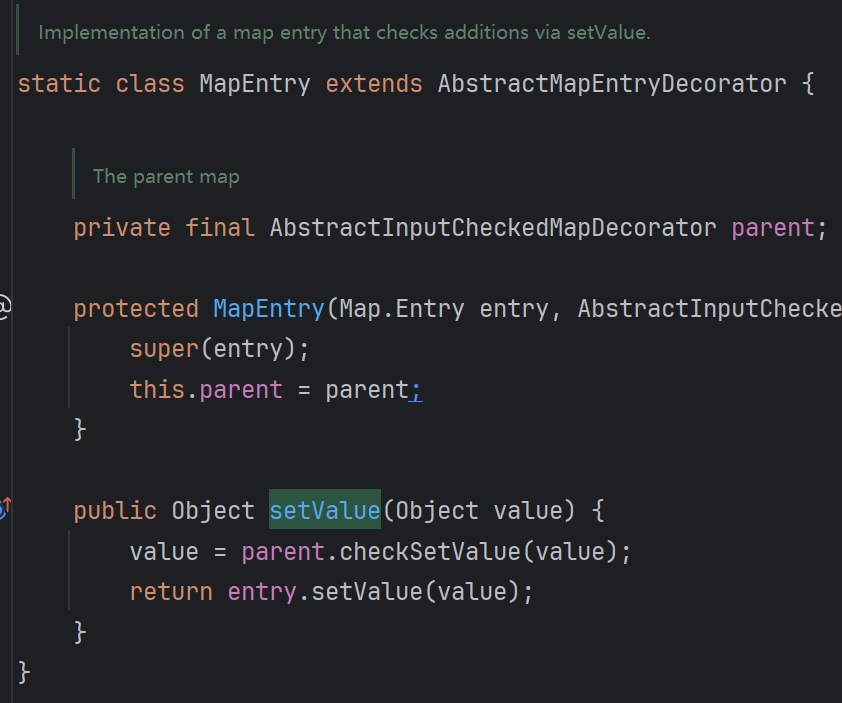 Implementation of a map entry that checks additions via setValue.
static class MapEntry extends AbstractMapEntryDecorator {
The parent map
private final AbstractInputCheckedMapDecorator parent;
protected MapEntry(Map.Entry entry, AbstractInputChecke
super(entry);
this.parent = parent;
}
public Object setValue(Object value) {
value = parent.checkSetValue(value);
return entry.setValue(value);
}
}